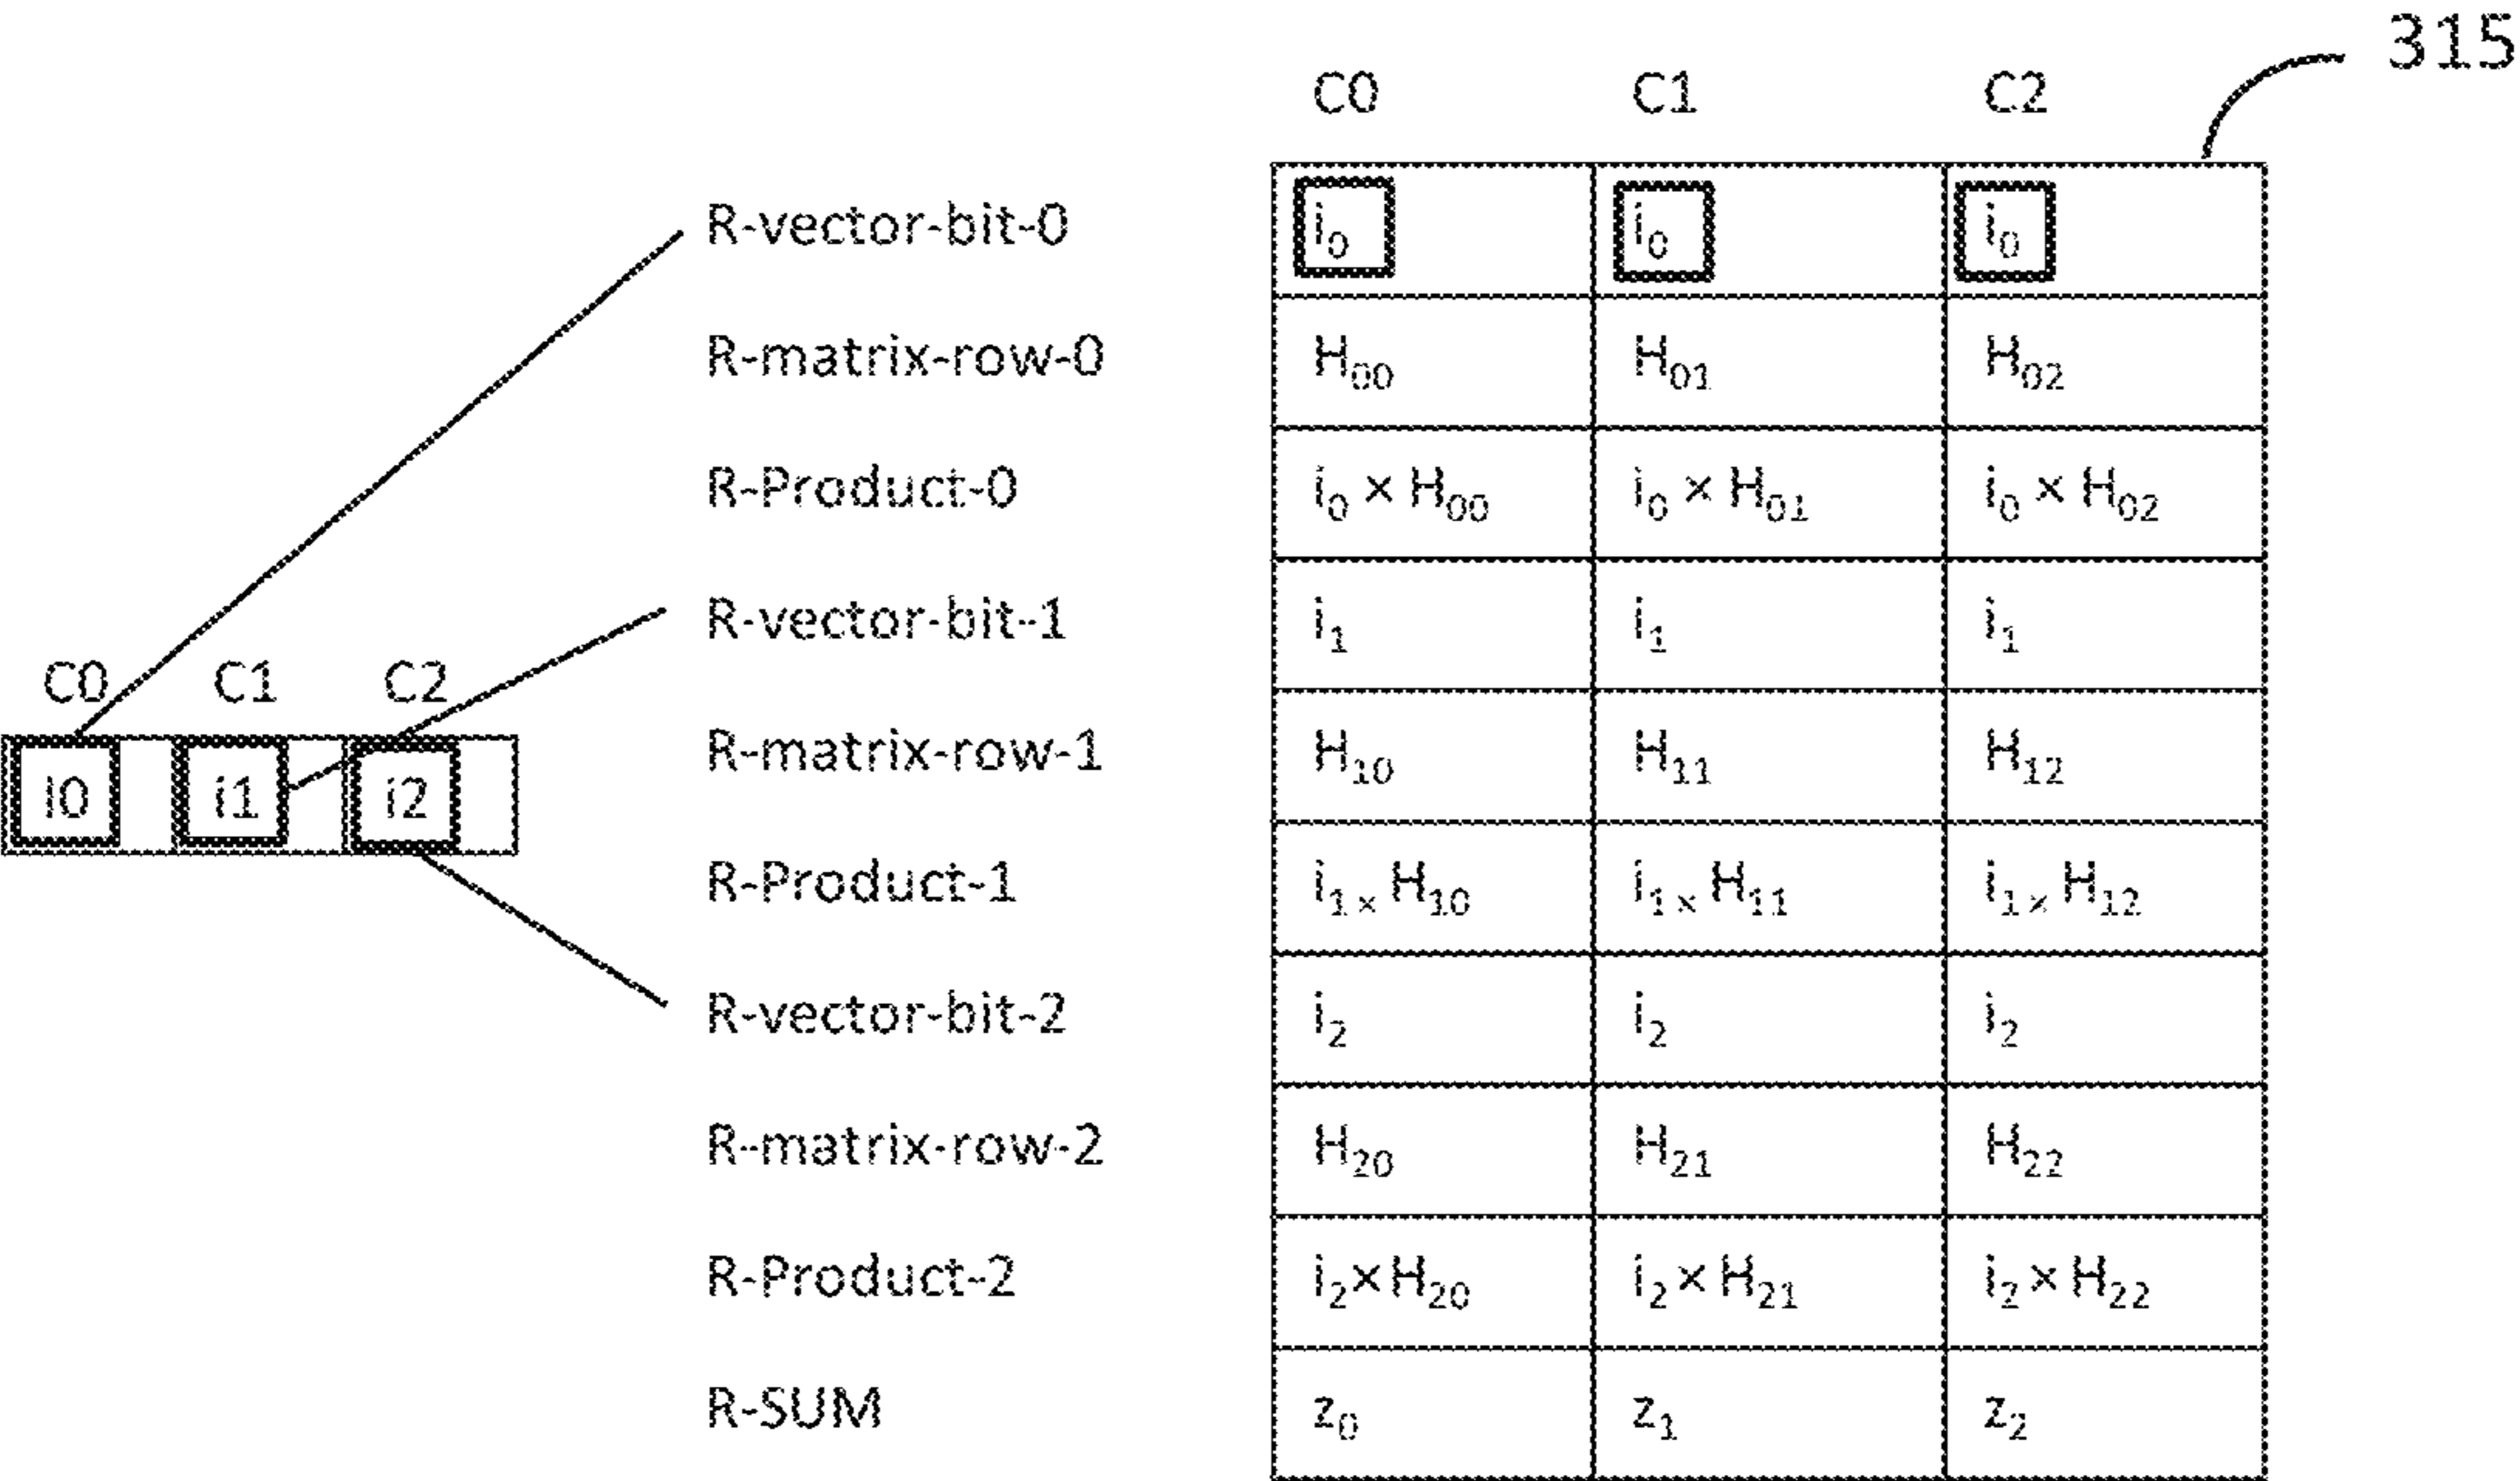 315
C0 C1 C2
R-vector-bit-0 i₀ i₀ i₀
R-matrix-row-0 H₀₀ H₀₁ H₀₂
R-Product-0 i₀ × H₀₀ i₀ × H₀₁ i₀ × H₀₂
R-vector-bit-1 i₁ i₁ i₁
C0 C1 C2
R-matrix-row-1 H₁₀ H₁₁ H₁₂
i0 i1 i2
R-Product-1 i₁ × H₁₀ i₁ × H₁₁ i₁ × H₁₂
R-vector-bit-2 i₂ i₂ i₂
R-matrix-row-2 H₂₀ H₂₁ H₂₂
R-Product-2 i₂×H₂₀ i₂ × H₂₁ i₂ × H₂₂
R-SUM z₀ z₁ z₂